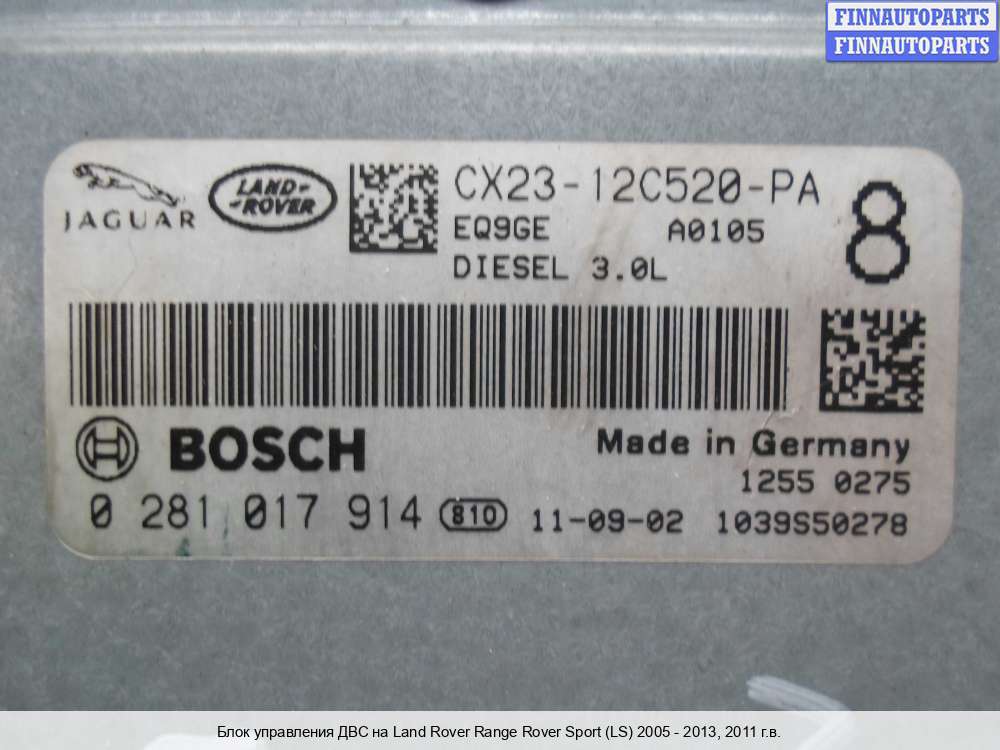 FINNAUTOPARTS
FINNAUTOPARTS
JAGUAR
LAND-
-ROVER
CX23-12C520-PA
8
EQ9GE A0105
DIESEL 3.0L
BOSCH
Made in Germany
1255 0275
0 281 017 914 810 11-09-02 1039S50278
Блок управления ДВС на Land Rover Range Rover Sport (LS) 2005 - 2013, 2011 г.в.